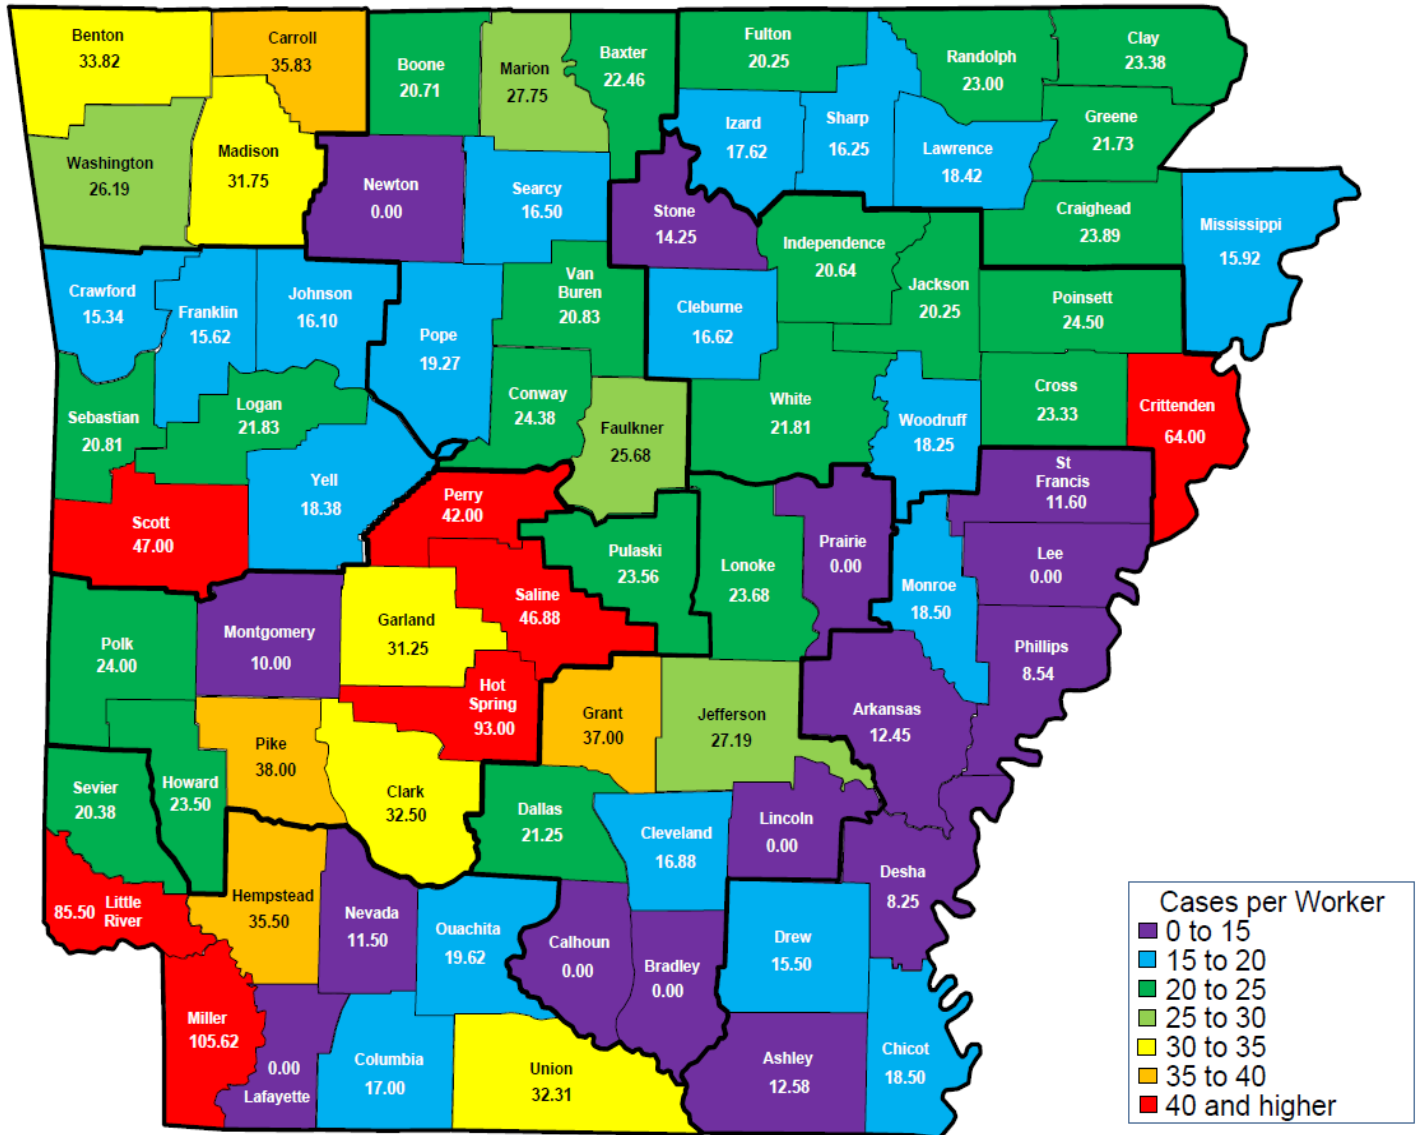 Benton
33.82
Carroll
35.83
Boone
20.71
Marion
27.75
Baxter
22.46
Fulton
20.25
Randolph
23.00
Clay
23.38
Izard
17.62
Sharp
16.25
Lawrence
18.42
Greene
21.73
Washington
26.19
Madison
31.75
Newton
0.00
Searcy
16.50
Stone
14.25
Independence
20.64
Jackson
20.25
Craighead
23.89
Mississippi
15.92
Crawford
15.34
Franklin
15.62
Johnson
16.10
Pope
19.27
Van
Buren
20.83
Cleburne
16.62
Poinsett
24.50
Sebastian
20.81
Logan
21.83
Conway
24.38
Faulkner
25.68
White
21.81
Woodruff
18.25
Cross
23.33
Crittenden
64.00
Scott
47.00
Yell
18.38
Perry
42.00
St
Francis
11.60
Pulaski
23.56
Lonoke
23.68
Prairie
0.00
Monroe
18.50
Lee
0.00
Saline
46.88
Garland
31.25
Montgomery
10.00
Polk
24.00
Phillips
8.54
Hot
Spring
93.00
Grant
37.00
Jefferson
27.19
Arkansas
12.45
Pike
38.00
Howard
23.50
Sevier
20.38
Clark
32.50
Dallas
21.25
Cleveland
16.88
Lincoln
0.00
Desha
8.25
85.50 Little
River
Hempstead
35.50
Nevada
11.50
Ouachita
19.62
Calhoun
0.00
Bradley
0.00
Drew
15.50
Miller
105.62
0.00
Lafayette
Columbia
17.00
Union
32.31
Ashley
12.58
Chicot
18.50
Cases per Worker
0 to 15
15 to 20
20 to 25
25 to 30
30 to 35
35 to 40
40 and higher